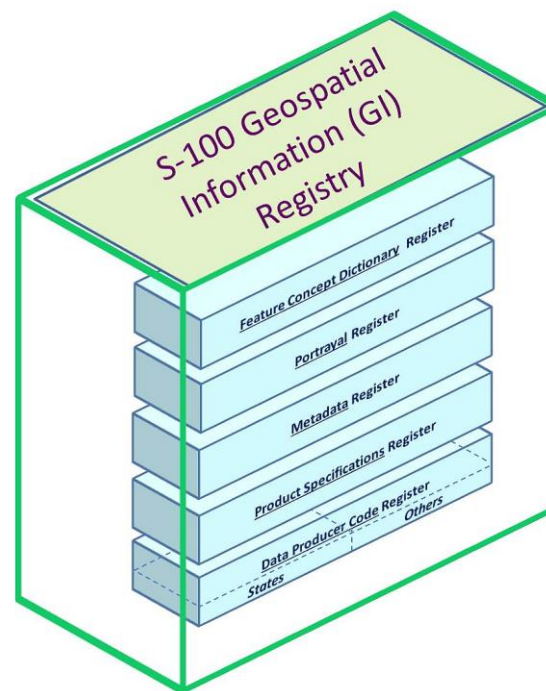 S-100 Geospatial
Information (GI)
Registry
Feature Concept Dictionary Register
Portrayal Register
Metadata Register
Product Specifications Register
Data Producer Code Register
States
Others